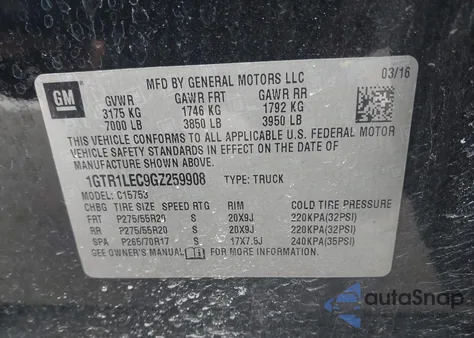 MFD BY GENERAL MOTORS LLC 03/16
GM
GVWR GAWR FRT GAWR RR
3175 KG 1746 KG 1792 KG
7000 LB 3850 LB 3950 LB
THIS VEHICLE CONFORMS TO ALL APPLICABLE U.S. FEDERAL MOTOR
VEHICLE SAFETY, BUMPER, AND THEFT PREVENTION STANDARDS IN
EFFECT ON THE DATE OF MANUFACTURE SHOWN ABOVE.
1GTR1LEC9GZ259908 TYPE: TRUCK
MODEL: C15753
CHBG TIRE SIZE SPEED RTG RIM COLD TIRE PRESSURE
FRT P275/55R20 S 20X9J 220KPA(32PSI)
RR P275/55R20 S 20X9J 220KPA(32PSI)
SPA P265/70R17 S 17X7.5J 240KPA(35PSI)
SEE OWNER'S MANUAL FOR MORE INFORMATION.
autoSnap